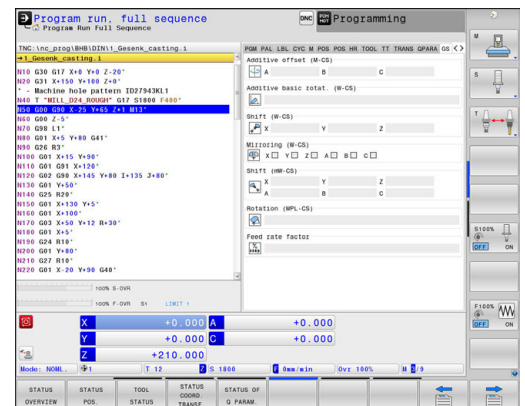 Program run, full sequence
Program Run Full Sequence
DNC
Programming
TNC:\nc_prog\BHB\DIN\1_Gesenk_casting.i
→1_Gesenk_casting.i
N10 G30 G17 X+0 Y+0 Z-20*
N20 G31 X+150 Y+100 Z+0*
* - Machine hole pattern ID27943KL1
N40 T "MILL_D24_ROUGH" G17 S1800 F400*
N50 G00 G90 X-25 Y+65 Z+1 M13*
N60 G00 Z-5*
N70 G98 L1*
N80 G01 X+5 Y+80 G41*
N90 G26 R3*
N100 G01 X+15 Y+90*
N110 G01 G91 X+120*
N120 G02 G90 X+145 Y+80 I+135 J+80*
N130 G01 Y+50*
N140 G25 R20*
N150 G01 X+130 Y+5*
N160 G01 X+100*
N170 G03 X+50 Y+12 R+30*
N180 G01 X+5*
N190 G24 R10*
N200 G01 Y+80*
N210 G27 R10*
N220 G01 X-20 Y+90 G40*
100% S-OVR
100% F-OVR S1 LIMIT 1
PGM PAL LBL CYC M POS POS HR TOOL TT TRANS QPARA GS
Additive offset (M-CS)
A B C
Additive basic rotat. (W-CS)
Shift (W-CS)
X Y Z
Mirroring (W-CS)
X Y Z A B C
Shift (mW-CS)
X Y Z
A B C
Rotation (WPL-CS)
Feed rate factor
X +0.000 A +0.000
Y +0.000 C +0.000
Z +210.000
Mode: NOML. 1 T 12 Z S 1800 F 0mm/min Ovr 100% M 5/9
M
S
T
S100%
OFF ON
F100%
OFF ON
STATUS OVERVIEW
STATUS POS.
TOOL STATUS
STATUS COORD. TRANSF.
STATUS OF Q PARAM.